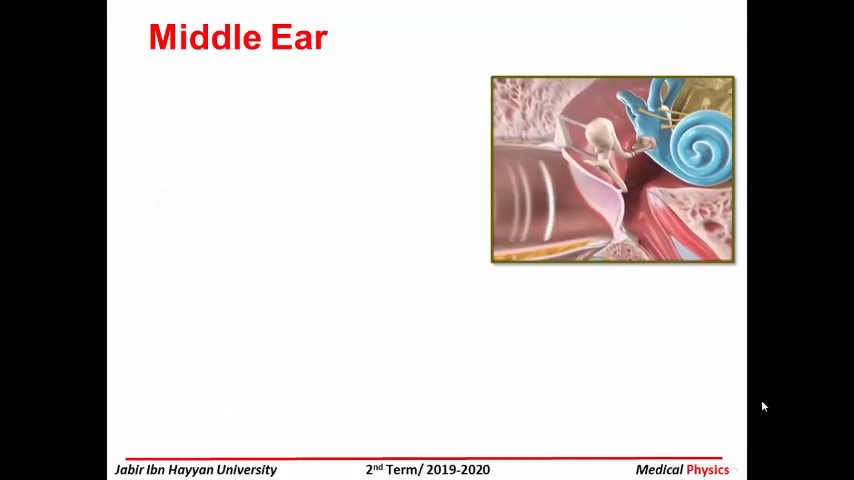 Middle Ear
Jabir Ibn Hayyan University 2nd Term/ 2019-2020 Medical Physics